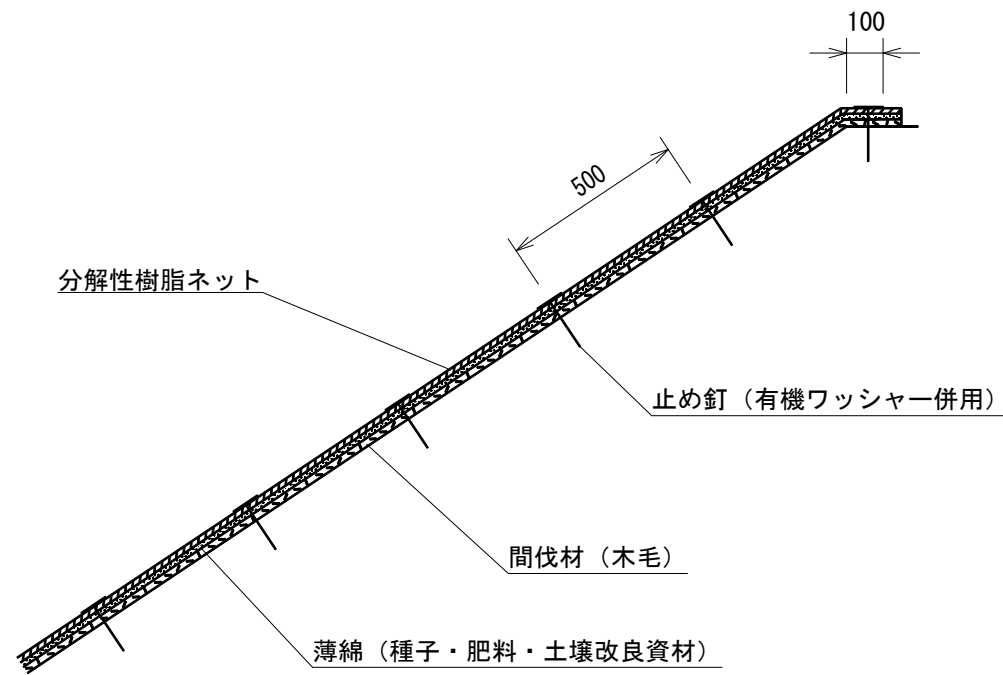 100
500
分解性樹脂ネット
止め釘（有機ワッシャー併用）
間伐材（木毛）
薄綿（種子・肥料・土壌改良資材）